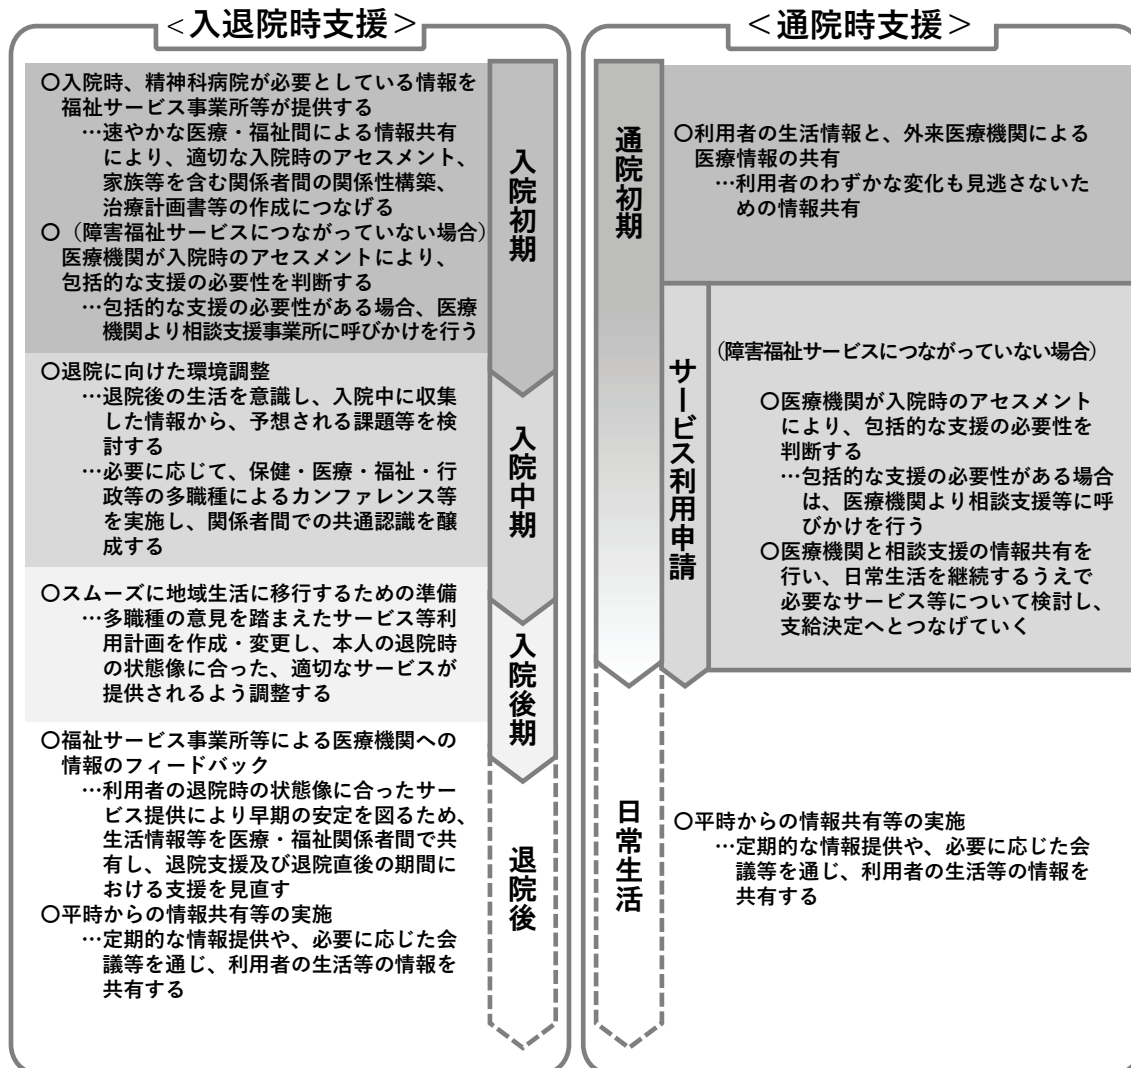 <入退院時支援>
○入院時、精神科病院が必要としている情報を
福祉サービス事業所等が提供する
…速やかな医療・福祉間による情報共有
により、適切な入院時のアセスメント、
家族等を含む関係者間の関係性構築、
治療計画書等の作成につなげる
○（障害福祉サービスにつながっていない場合）
医療機関が入院時のアセスメントにより、
包括的な支援の必要性を判断する
…包括的な支援の必要性がある場合、医療
機関より相談支援事業所に呼びかけを行う
入院初期
○退院に向けた環境調整
…退院後の生活を意識し、入院中に収集
した情報から、予想される課題等を検
討する
…必要に応じて、保健・医療・福祉・行
政等の多職種によるカンファレンス等
を実施し、関係者間での共通認識を醸
成する
入院中期
○スムーズに地域生活に移行するための準備
…多職種の意見を踏まえたサービス等利
用計画を作成・変更し、本人の退院時
の状態像に合った、適切なサービスが
提供されるよう調整する
入院後期
○福祉サービス事業所等による医療機関への
情報のフィードバック
…利用者の退院時の状態像に合ったサー
ビス提供により早期の安定を図るため、
生活情報等を医療・福祉関係者間で共
有し、退院支援及び退院直後の期間に
おける支援を見直す
○平時からの情報共有等の実施
…定期的な情報提供や、必要に応じた会
議等を通じ、利用者の生活等の情報を
共有する
退院後
<通院時支援>
通院初期
○利用者の生活情報と、外来医療機関による
医療情報の共有
…利用者のわずかな変化も見逃さないた
めの情報共有
サービス利用申請
（障害福祉サービスにつながっていない場合）
○医療機関が入院時のアセスメント
により、包括的な支援の必要性を
判断する
…包括的な支援の必要性がある場合
は、医療機関より相談支援等に呼
びかけを行う
○医療機関と相談支援の情報共有を
行い、日常生活を継続するうえで
必要なサービス等について検討し、
支給決定へとつなげていく
日常生活
○平時からの情報共有等の実施
…定期的な情報提供や、必要に応じた会
議等を通じ、利用者の生活等の情報を
共有する